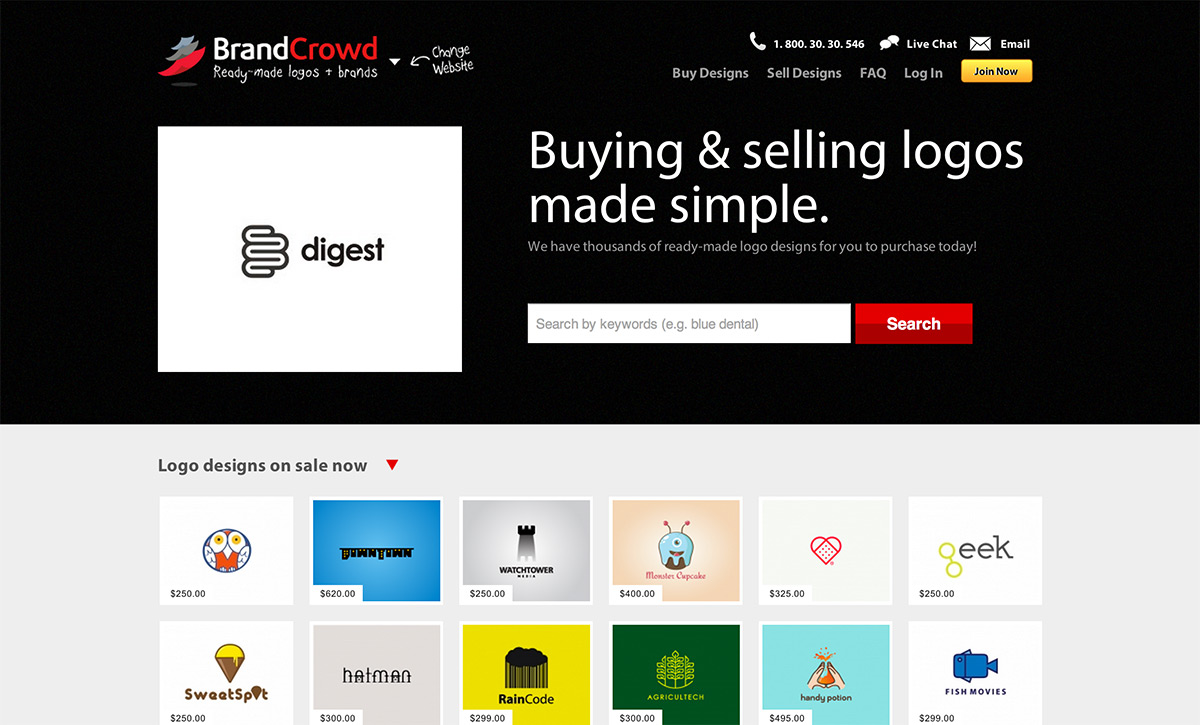 BrandCrowd
Ready-made logos + brands
Change
Website
1. 800. 30. 30. 546
Live Chat
Email
Buy Designs
Sell Designs
FAQ
Log In
Join Now
digest
Buying & selling logos
made simple.
We have thousands of ready-made logo designs for you to purchase today!
Search by keywords (e.g. blue dental)
Search
Logo designs on sale now
$250.00
DOWNTOWN
$620.00
WATCHTOWER
MEDIA
$250.00
Monster Cupcake
$400.00
$325.00
geek
$250.00
SweetSpot
$250.00
hatman
$300.00
RainCode
$299.00
AGRICULTECH
$300.00
handy potion
$495.00
FISH MOVIES
$299.00